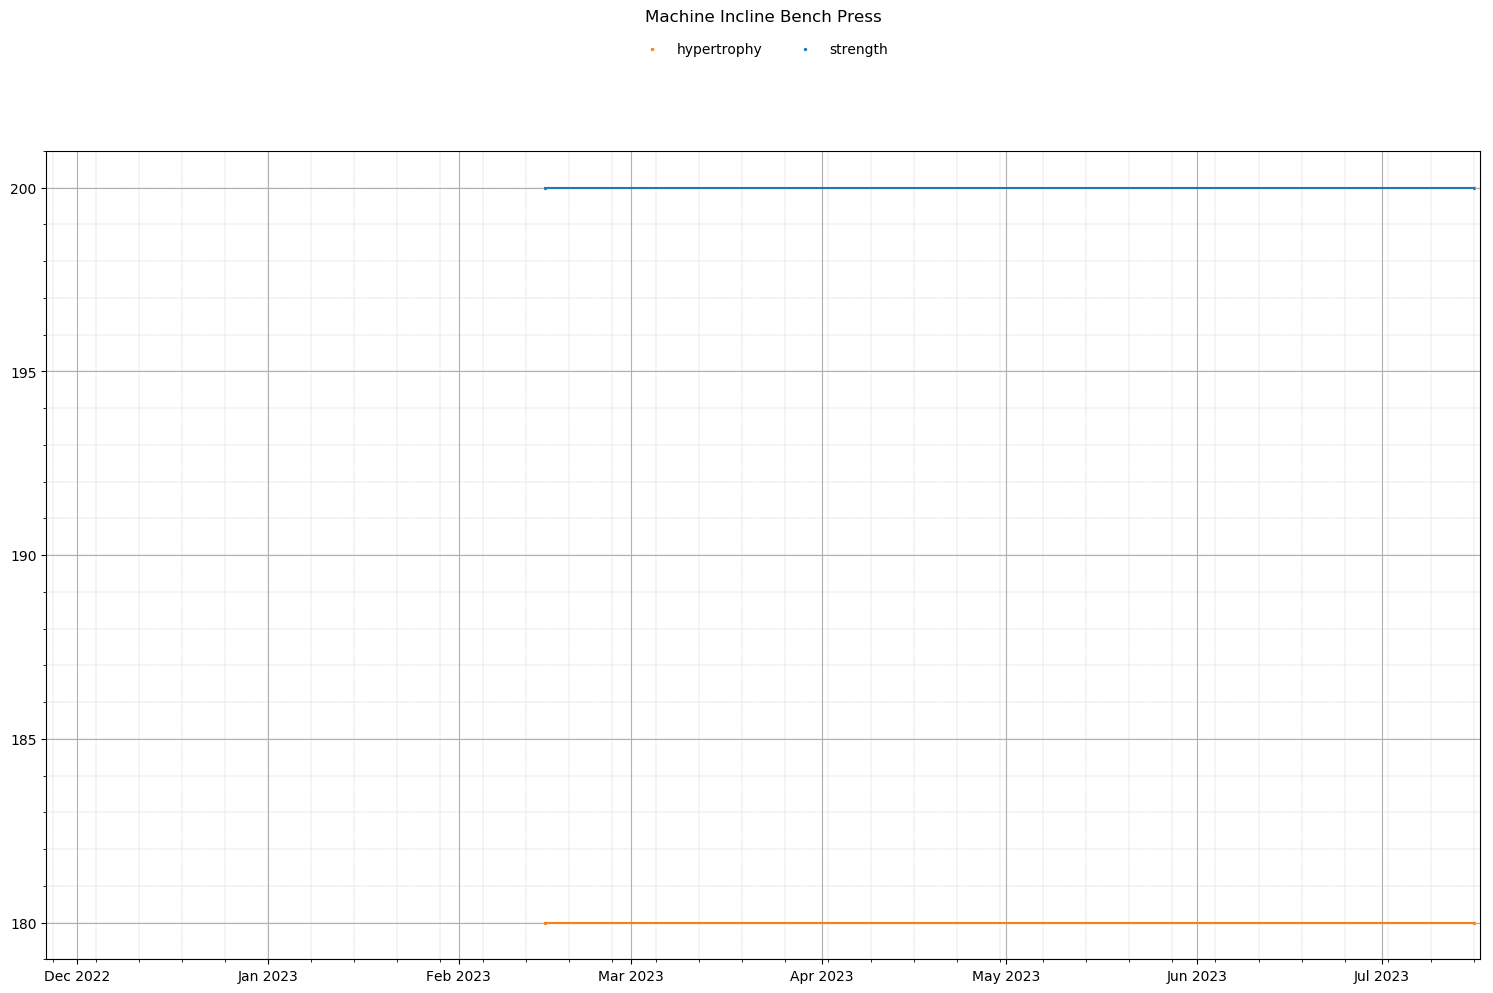 Machine Incline Bench Press
hypertrophy strength
200
195
190
185
180
Dec 2022 Jan 2023 Feb 2023 Mar 2023 Apr 2023 May 2023 Jun 2023 Jul 2023